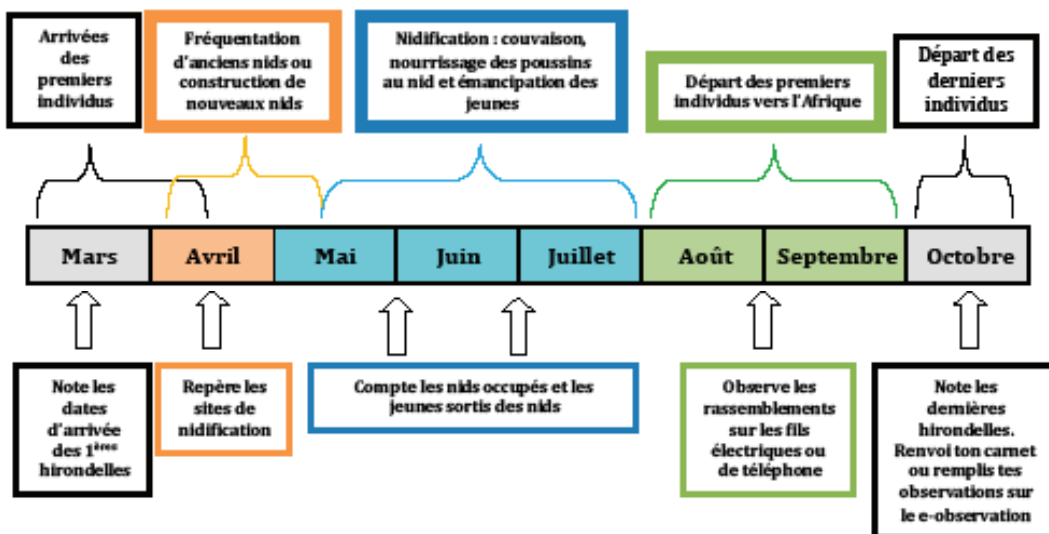 Arrivées
des
premiers
individus
Fréquentation
d'anciens nids ou
construction de
nouveaux nids
Nidification : couvaison,
nourrissage des poussins
au nid et émancipation des
jeunes
Départ des premiers
individus vers l'Afrique
Départ des
derniers
individus
Mars
Avril
Mai
Juin
Juillet
Août
Septembre
Octobre
Note les
dates
d'arrivée
des 1ères
hirondelles
Repère les
sites de
nidification
Compte les nids occupés et les
jeunes sortis des nids
Observe les
rassemblements
sur les fils
électriques ou
de téléphone
Note les
dernières
hirondelles.
Renvoi ton carnet
ou remplis tes
observations sur
le e-observation